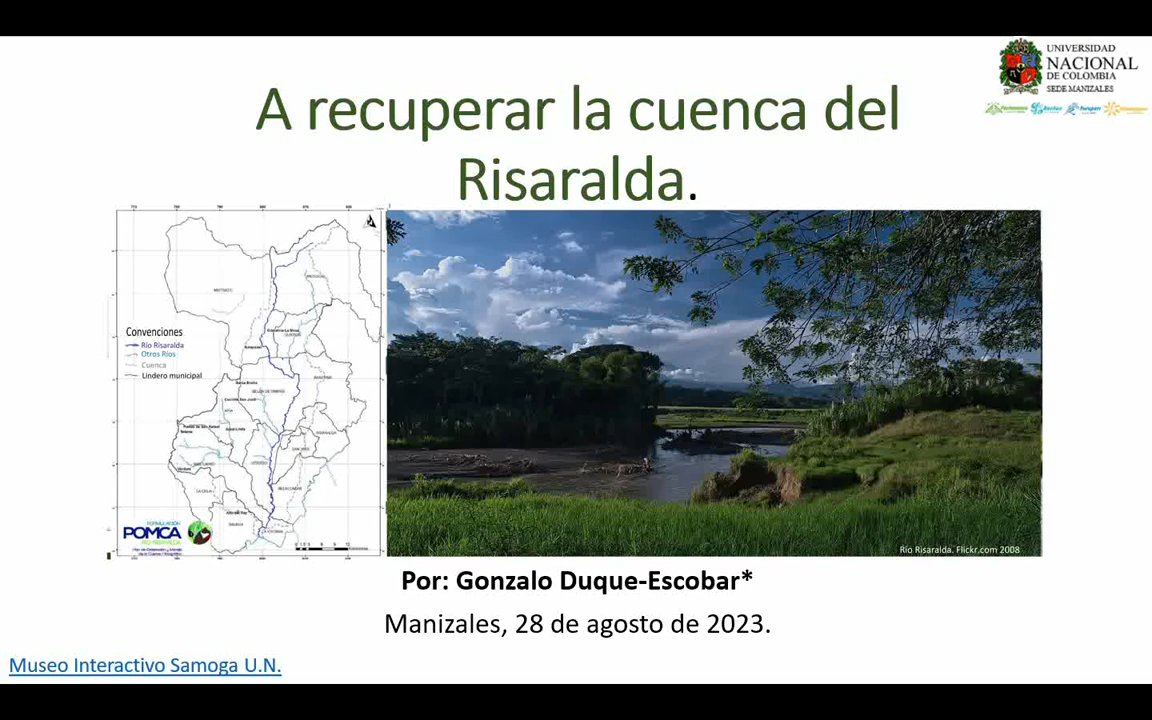 UNIVERSIDAD
NACIONAL
DE COLOMBIA
SEDE MANIZALES
A recuperar la cuenca del
Risaralda.
Convenciones
Río Risaralda
Otros Ríos
Cuenca
Lindero municipal
POMCA
Río Risaralda. Flickr.com 2008
Por: Gonzalo Duque-Escobar*
Manizales, 28 de agosto de 2023.
Museo Interactivo Samoga U.N.